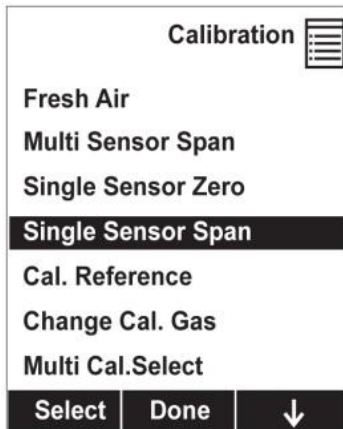 Calibration
Fresh Air
Multi Sensor Span
Single Sensor Zero
Single Sensor Span
Cal. Reference
Change Cal. Gas
Multi Cal.Select
Select Done ↓